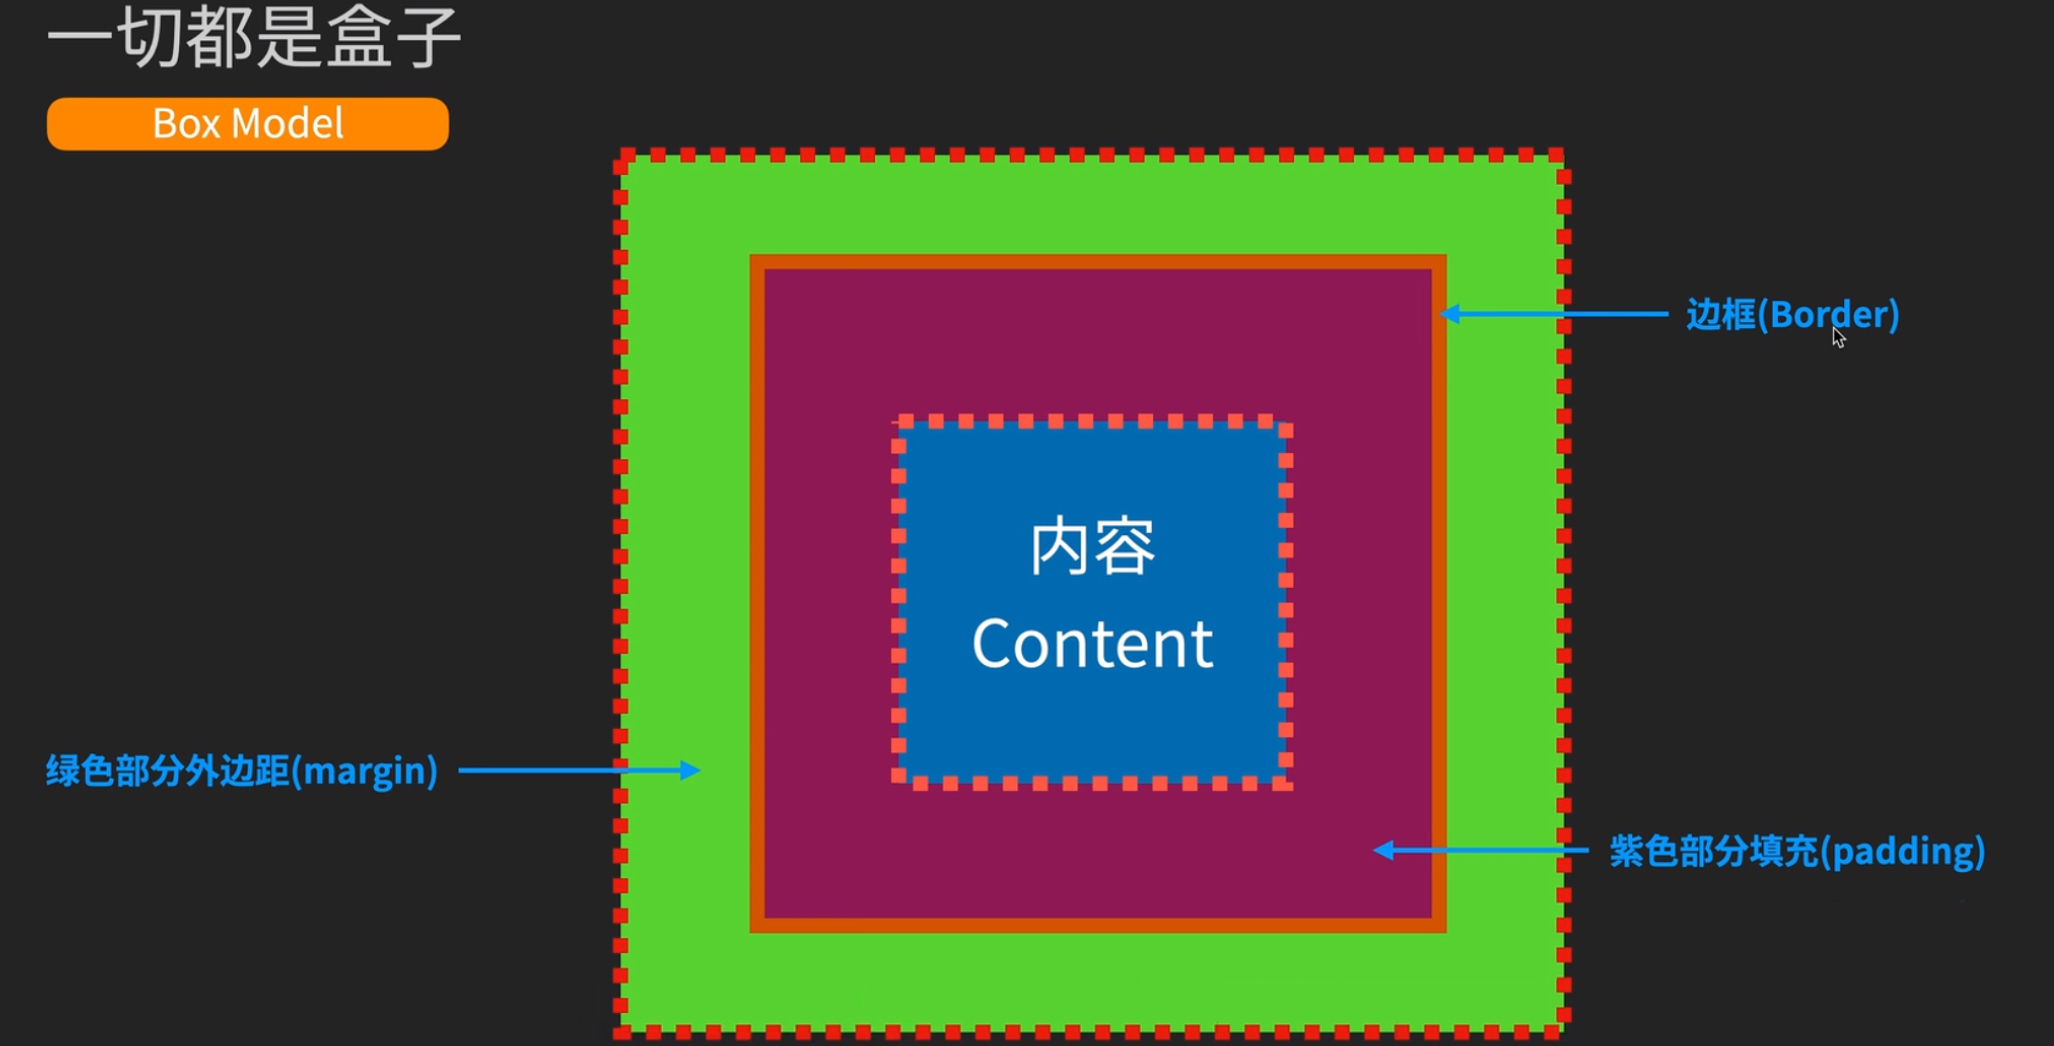 一切都是盒子
Box Model
边框(Border)
内容
Content
绿色部分外边距(margin)
紫色部分填充(padding)